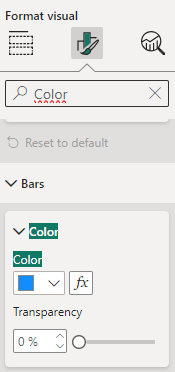 Format visual
Color
Reset to default
Bars
Color
Color
fx
Transparency
0 %